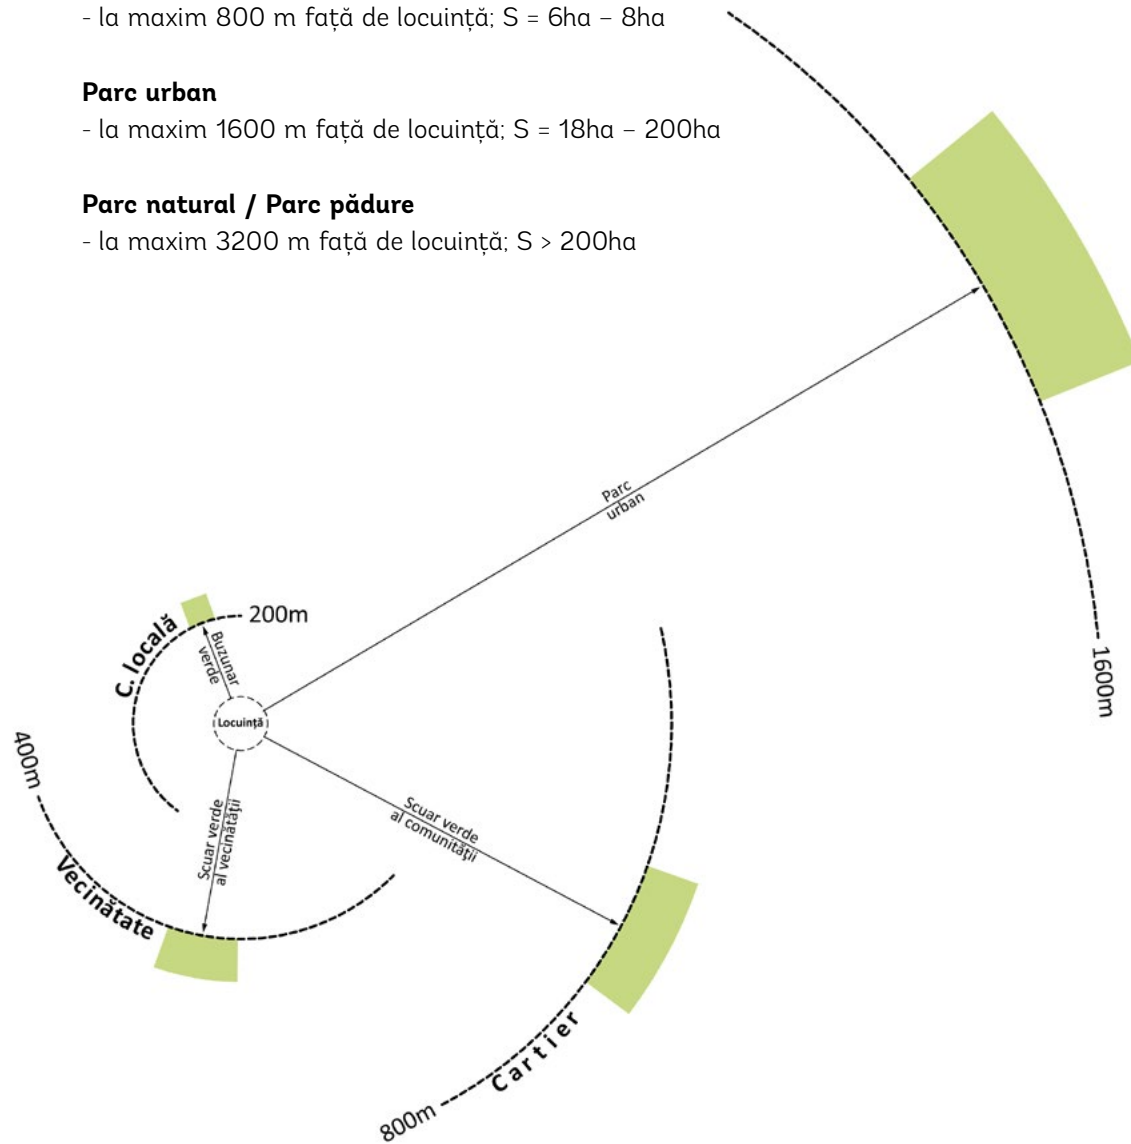 - la maxim 800 m față de locuință; S = 6ha – 8ha
Parc urban
- la maxim 1600 m față de locuință; S = 18ha – 200ha
Parc natural / Parc pădure
- la maxim 3200 m față de locuință; S > 200ha
Parc
urban
200m
C. locală
Buzunar
verde
1600m
Locuință
400m
Scuar verde
al vecinătății
Scuar verde
al comunității
Vecinătate
Cartier
800m